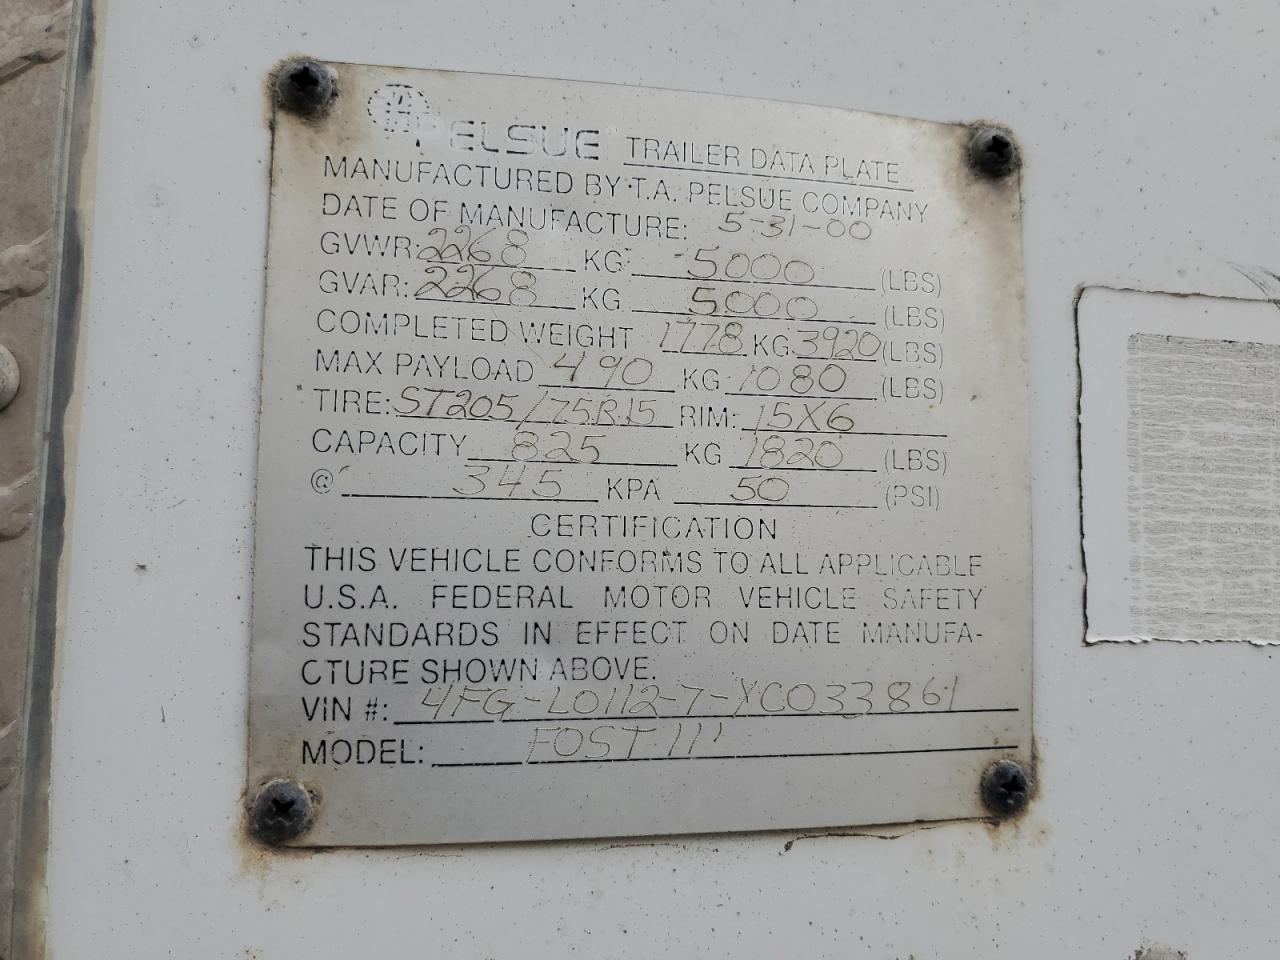 PELSUE TRAILER DATA PLATE
MANUFACTURED BY T.A. PELSUE COMPANY
DATE OF MANUFACTURE: 5-31-00
GVWR: 2268 KG 5000 (LBS)
GVAR: 2268 KG 5000 (LBS)
COMPLETED WEIGHT 1778 KG 3920 (LBS)
MAX PAYLOAD 490 KG 1080 (LBS)
TIRE: ST205/75R15 RIM: 15X6
CAPACITY 825 KG 1820 (LBS)
@ 345 KPA 50 (PSI)
CERTIFICATION
THIS VEHICLE CONFORMS TO ALL APPLICABLE
U.S.A. FEDERAL MOTOR VEHICLE SAFETY
STANDARDS IN EFFECT ON DATE MANUFA-
CTURE SHOWN ABOVE.
VIN #: 4FG-L0112-7-YC033861
MODEL: FOST 11'